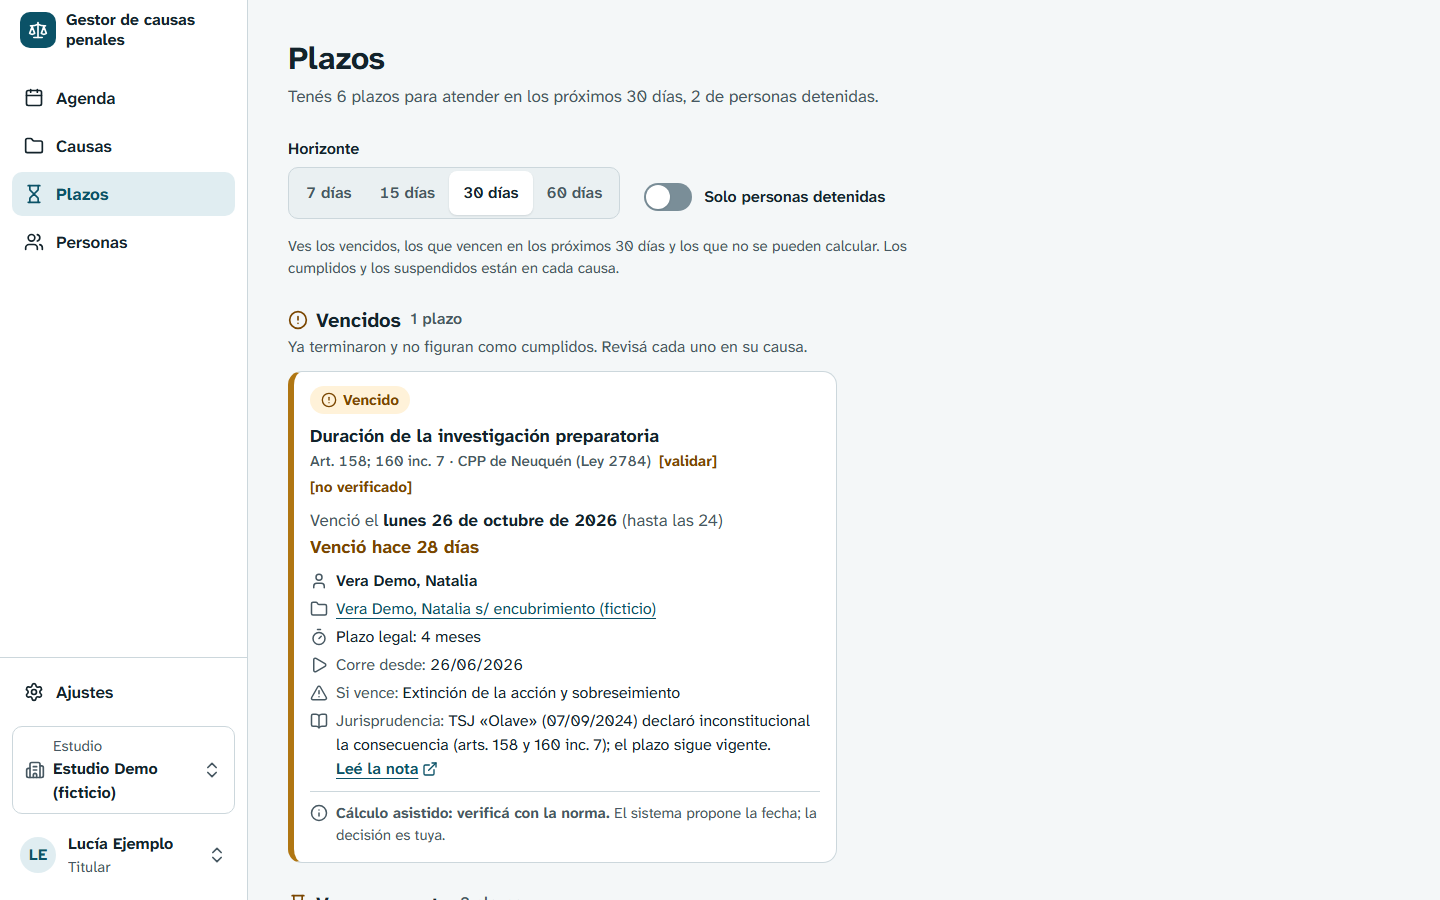 Gestor de causas
penales
Agenda
Causas
Plazos
Personas
Ajustes
Estudio
Estudio Demo
(ficticio)
LE
Lucía Ejemplo
Titular
Plazos
Tenés 6 plazos para atender en los próximos 30 días, 2 de personas detenidas.
Horizonte
7 días 15 días 30 días 60 días Solo personas detenidas
Ves los vencidos, los que vencen en los próximos 30 días y los que no se pueden calcular. Los
cumplidos y los suspendidos están en cada causa.
Vencidos 1 plazo
Ya terminaron y no figuran como cumplidos. Revisá cada uno en su causa.
Vencido
Duración de la investigación preparatoria
Art. 158; 160 inc. 7 · CPP de Neuquén (Ley 2784) [validar]
[no verificado]
Venció el lunes 26 de octubre de 2026 (hasta las 24)
Venció hace 28 días
Vera Demo, Natalia
Vera Demo, Natalia s/ encubrimiento (ficticio)
Plazo legal: 4 meses
Corre desde: 26/06/2026
Si vence: Extinción de la acción y sobreseimiento
Jurisprudencia: TSJ «Olave» (07/09/2024) declaró inconstitucional
la consecuencia (arts. 158 y 160 inc. 7); el plazo sigue vigente.
Leé la nota
Cálculo asistido: verificá con la norma. El sistema propone la fecha; la
decisión es tuya.